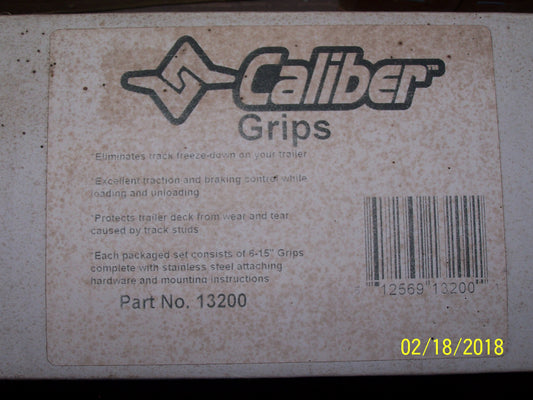 Caliber™
Grips
*Eliminates track freeze-down on your trailer
*Excellent traction and braking control while
loading and unloading
*Protects trailer deck from wear and tear
caused by track studs
*Each packaged set consists of 6-15" Grips
complete with stainless steel attaching
hardware and mounting instructions
Part No. 13200
12569 13200
02/18/2018